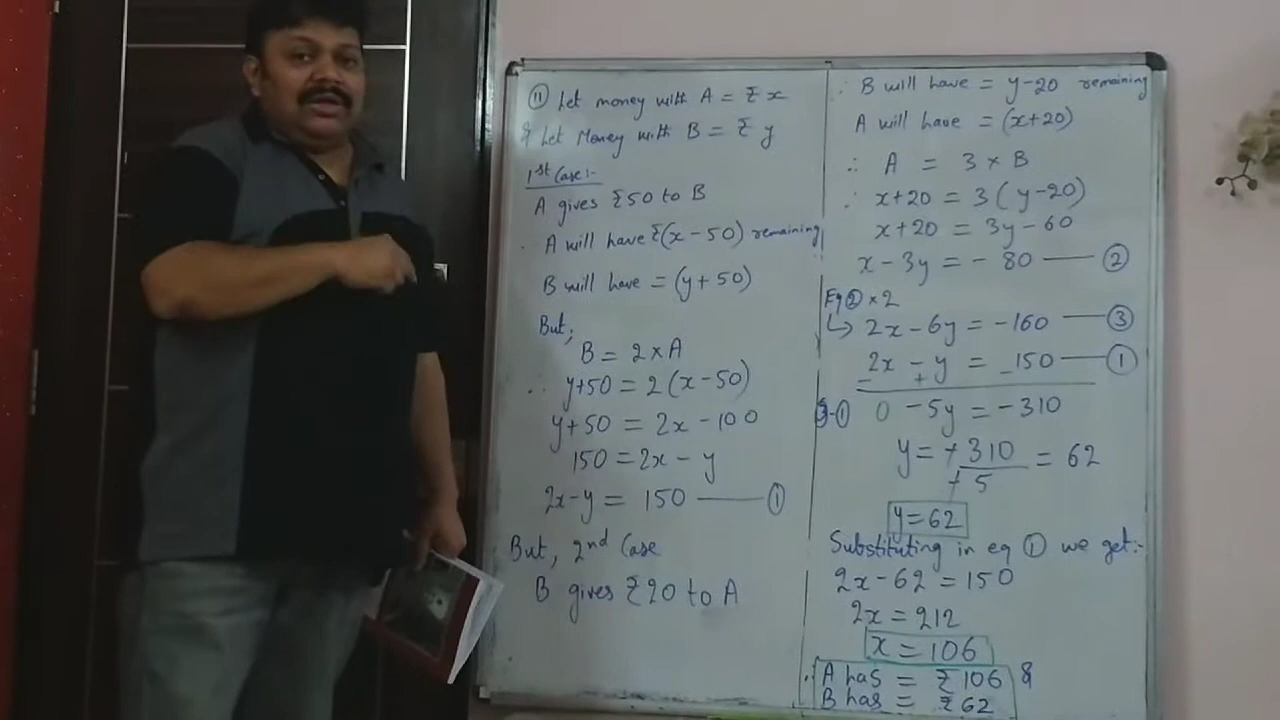 ⑪ Let money with A = ₹ x
& Let Money with B = ₹ y
1st Case :-
A gives ₹50 to B
A will have ₹(x - 50) remaining
B will have = (y + 50)
But,
B = 2 × A
∴ y+50 = 2(x-50)
y+50 = 2x - 100
150 = 2x - y
2x-y = 150 —— ①
But, 2nd Case
B gives ₹20 to A
∴ B will have = y-20 remaining
A will have = (x+20)
∴ A = 3 × B
∴ x+20 = 3(y-20)
x+20 = 3y-60
x-3y = -80 —— ②
Eq② × 2
↳ 2x-6y = -160 —— ③
2x - y = 150 —— ①
- + -
③-① 0 -5y = -310
y = -310/-5 = 62
y=62
Substituting in eq ① we get:-
2x-62 = 150
2x = 212
x = 106
∴ A has = ₹106 &
B has = ₹62